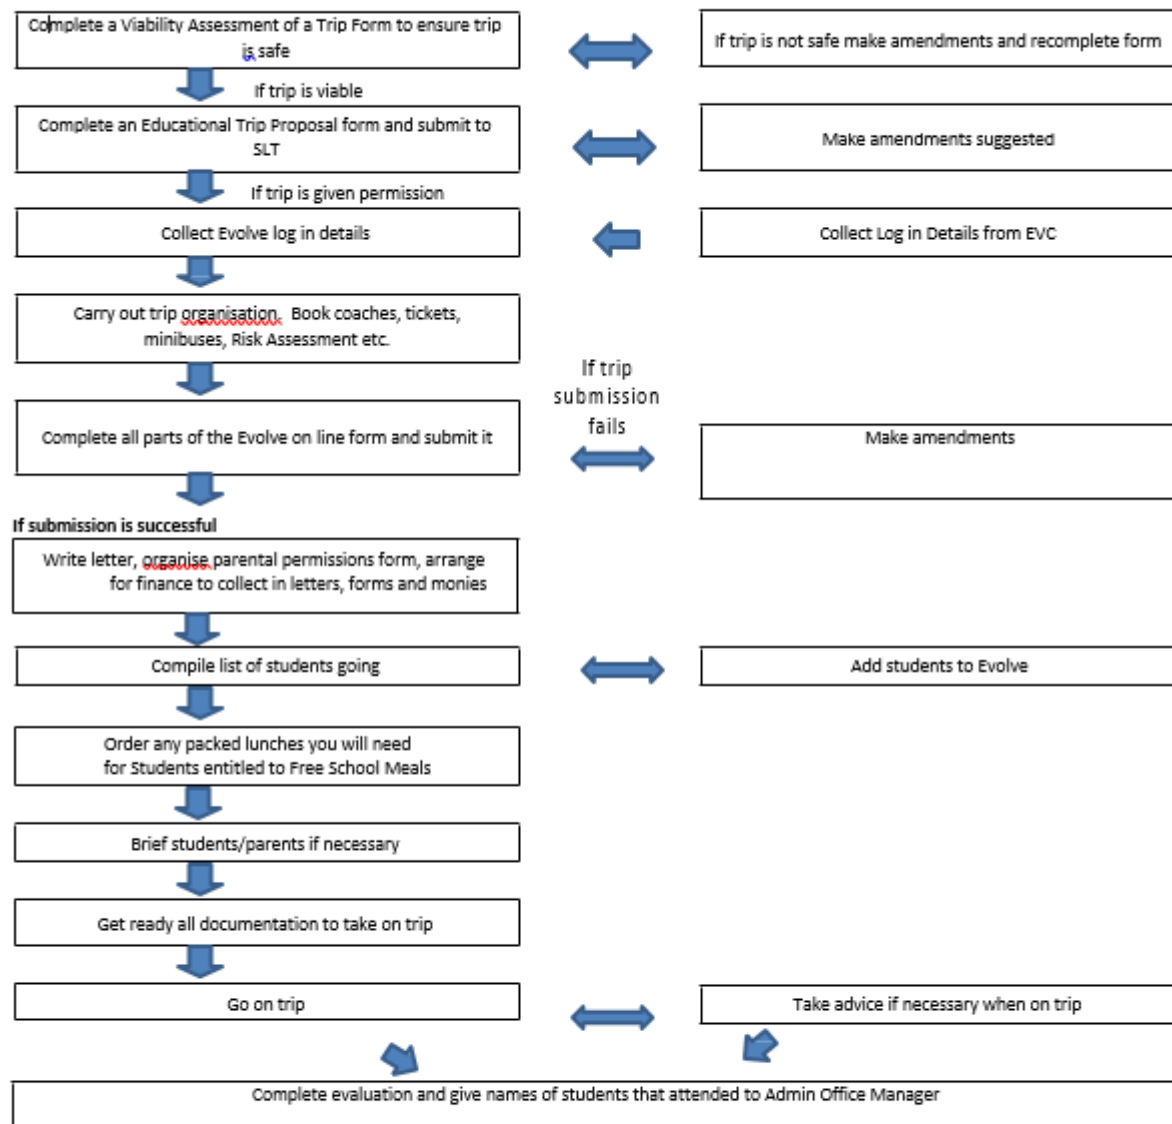 Complete a Viability Assessment of a Trip Form to ensure trip
is safe
If trip is not safe make amendments and recomplete form
If trip is viable
Complete an Educational Trip Proposal form and submit to
SLT
Make amendments suggested
If trip is given permission
Collect Evolve log in details
Collect Log in Details from EVC
Carry out trip organisation.  Book coaches, tickets,
minibuses, Risk Assessment etc.
If trip
submission
fails
Complete all parts of the Evolve on line form and submit it
Make amendments
If submission is successful
Write letter, organise parental permissions form, arrange
for finance to collect in letters, forms and monies
Compile list of students going
Add students to Evolve
Order any packed lunches you will need
for Students entitled to Free School Meals
Brief students/parents if necessary
Get ready all documentation to take on trip
Go on trip
Take advice if necessary when on trip
Complete evaluation and give names of students that attended to Admin Office Manager